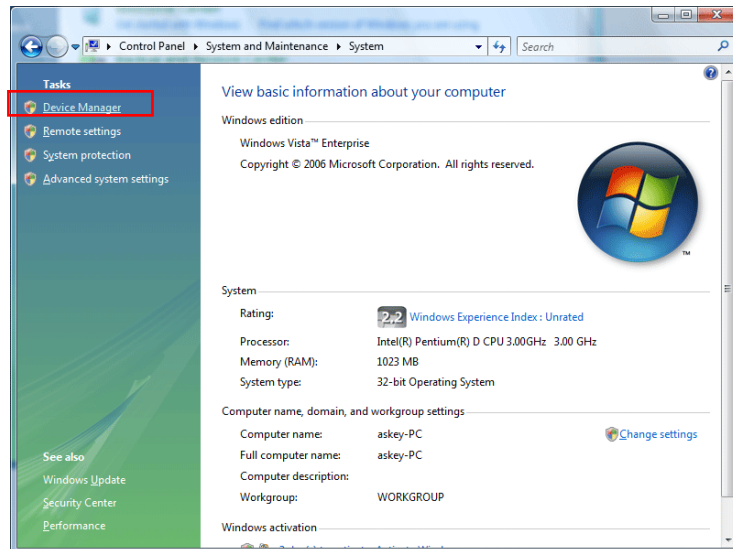 Control Panel ▸ System and Maintenance ▸ System
Search
Tasks
Device Manager
Remote settings
System protection
Advanced system settings
See also
Windows Update
Security Center
Performance
View basic information about your computer
Windows edition
Windows Vista™ Enterprise
Copyright © 2006 Microsoft Corporation. All rights reserved.
TM
System
Rating:
2,2 Windows Experience Index : Unrated
Processor: Intel(R) Pentium(R) D CPU 3.00GHz 3.00 GHz
Memory (RAM): 1023 MB
System type: 32-bit Operating System
Computer name, domain, and workgroup settings
Computer name: askey-PC
Change settings
Full computer name: askey-PC
Computer description:
Workgroup: WORKGROUP
Windows activation